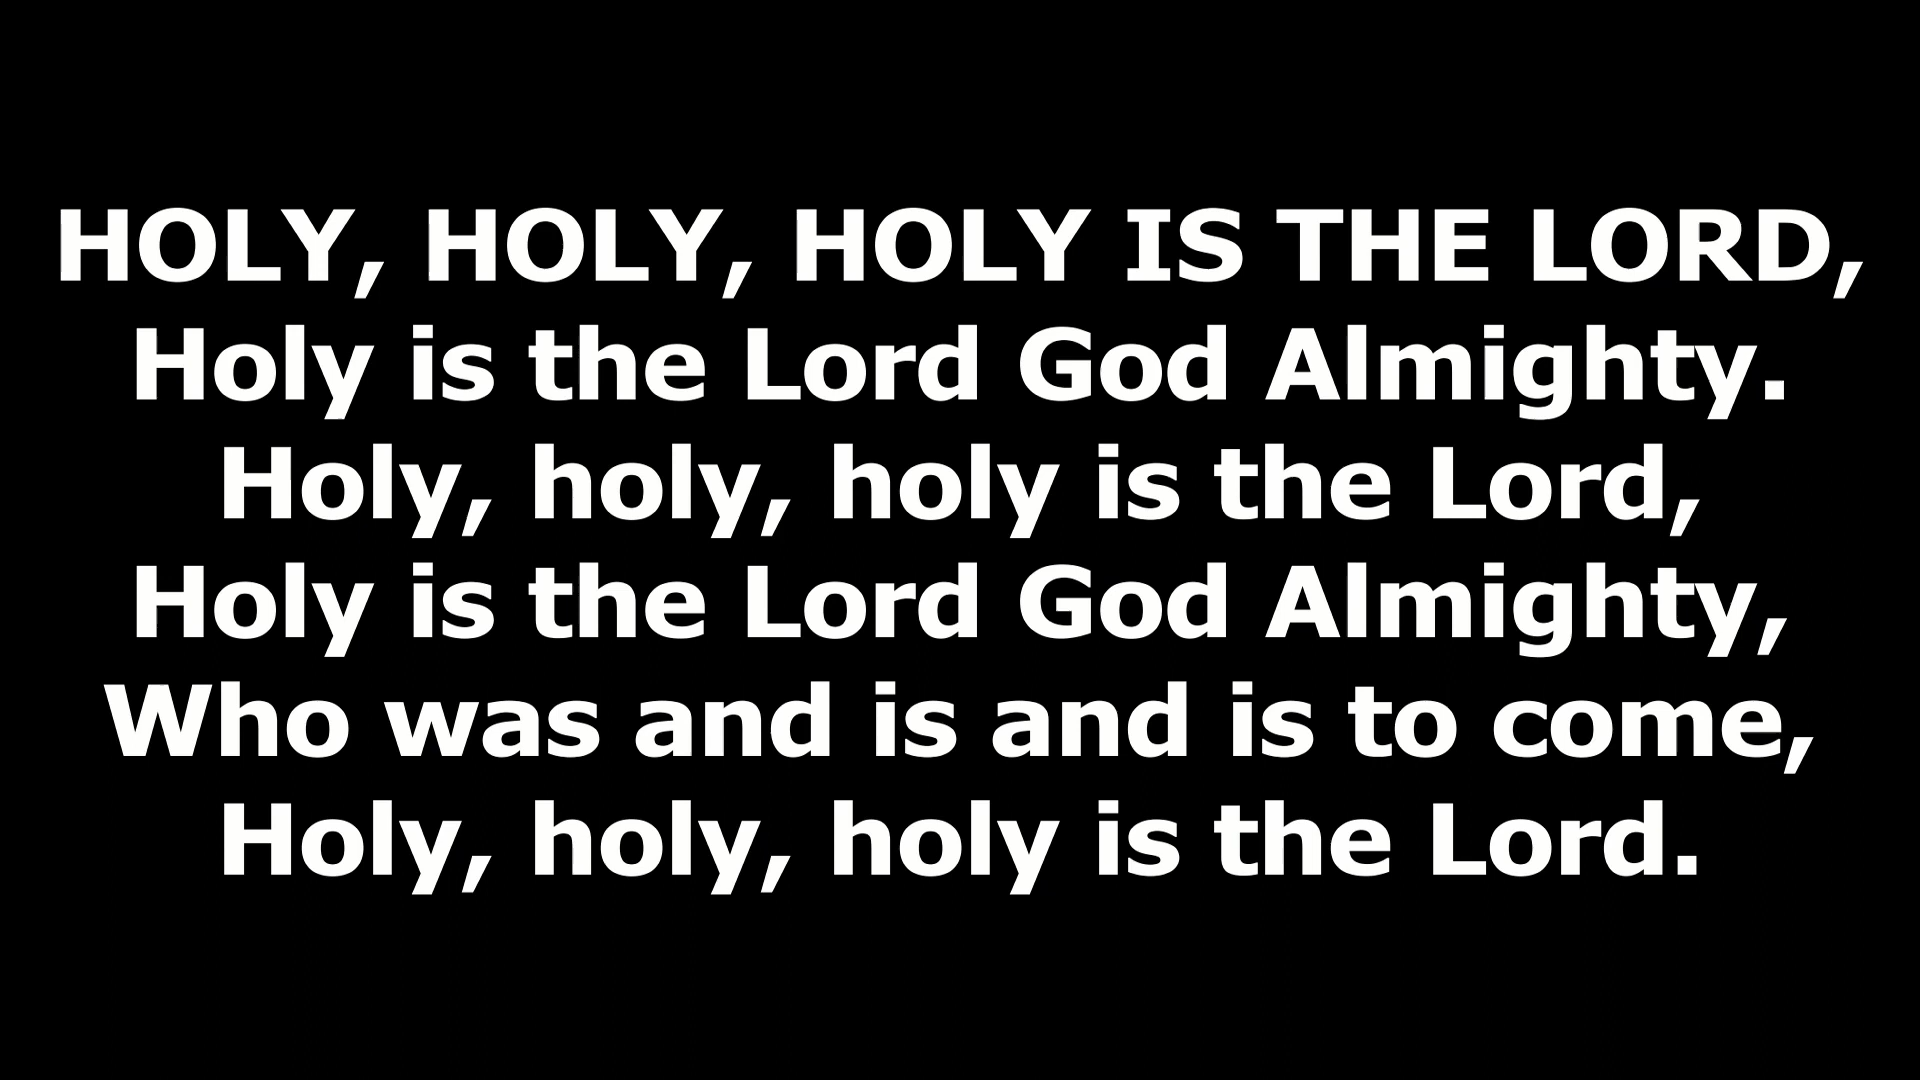 HOLY, HOLY, HOLY IS THE LORD,
Holy is the Lord God Almighty.
Holy, holy, holy is the Lord,
Holy is the Lord God Almighty,
Who was and is and is to come,
Holy, holy, holy is the Lord.